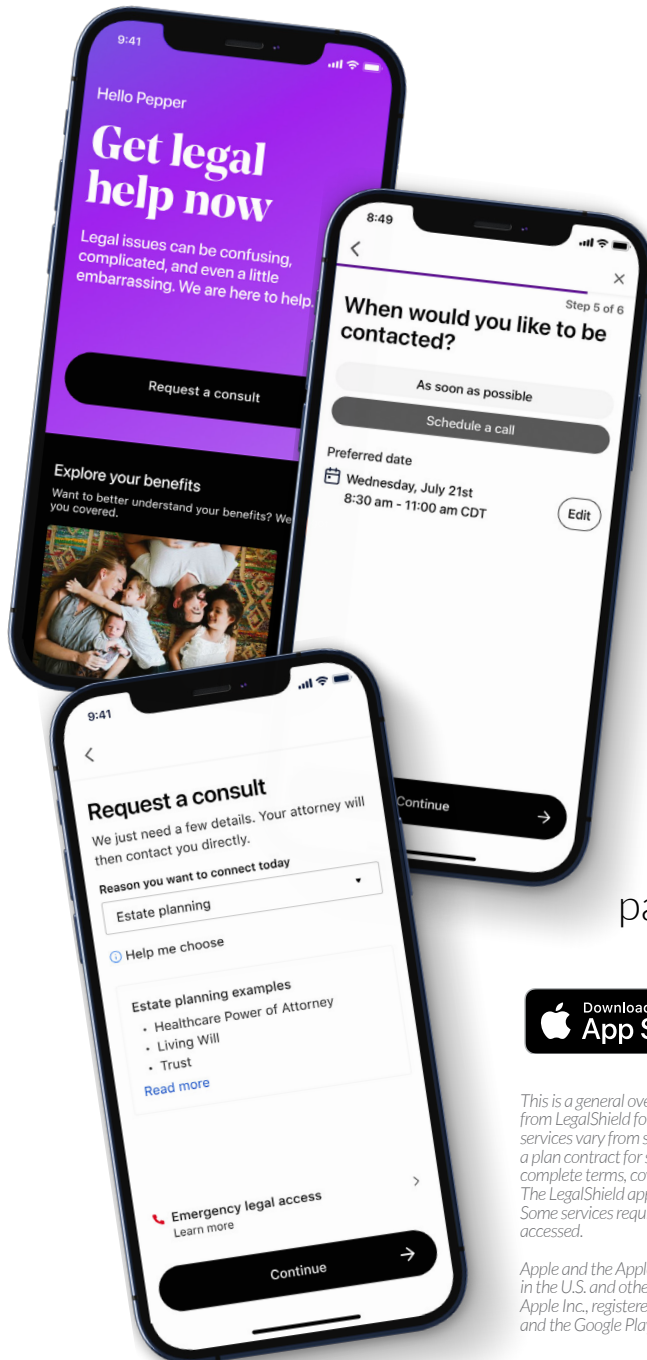 9:41
Hello Pepper
Get legal
help now
Legal issues can be confusing,
complicated, and even a little
embarrassing. We are here to help.
Request a consult
Explore your benefits
Want to better understand your benefits? We
you covered.
8:49
Step 5 of 6
When would you like to be
contacted?
As soon as possible
Schedule a call
Preferred date
Wednesday, July 21st
8:30 am - 11:00 am CDT
Edit
Continue
9:41
Request a consult
We just need a few details. Your attorney will
then contact you directly.
Reason you want to connect today
Estate planning
Help me choose
Estate planning examples
• Healthcare Power of Attorney
• Living Will
• Trust
Read more
Emergency legal access
Learn more
Continue
pa
Download
App S
This is a general ove
from LegalShield fo
services vary from s
a plan contract for s
complete terms, co
The LegalShield app
Some services requ
accessed.
Apple and the Apple
in the U.S. and othe
Apple Inc., registere
and the Google Pla